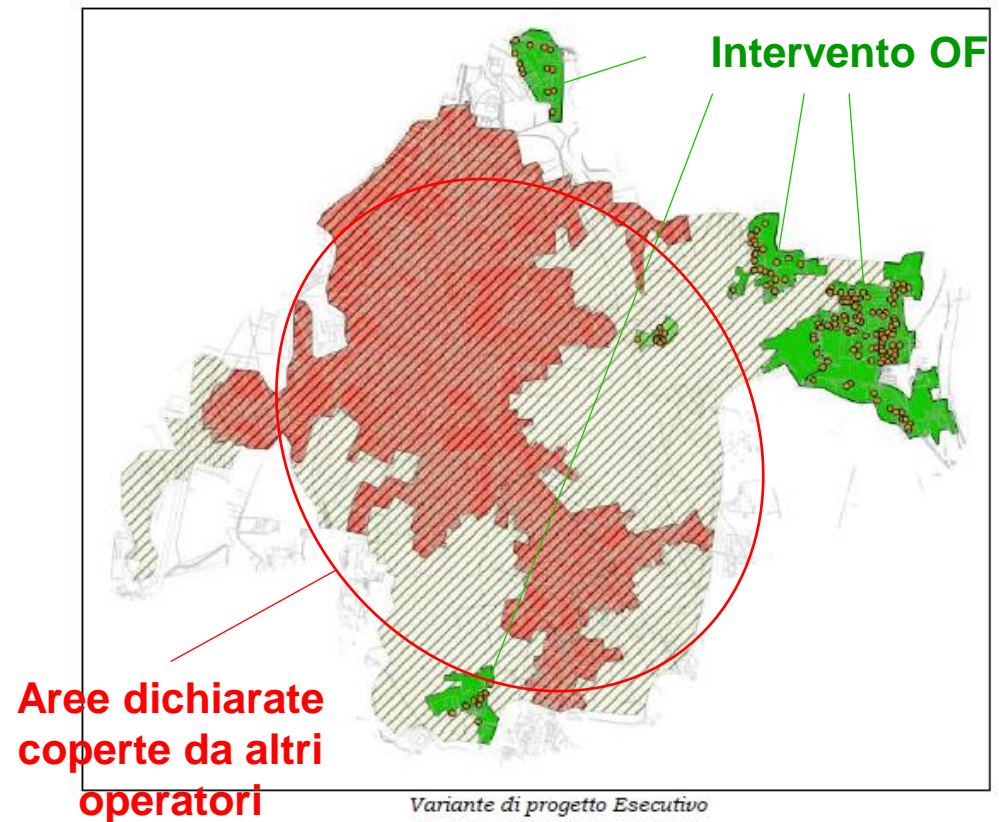 Intervento OF
Aree dichiarate
coperte da altri
operatori
Variante di progetto Esecutivo